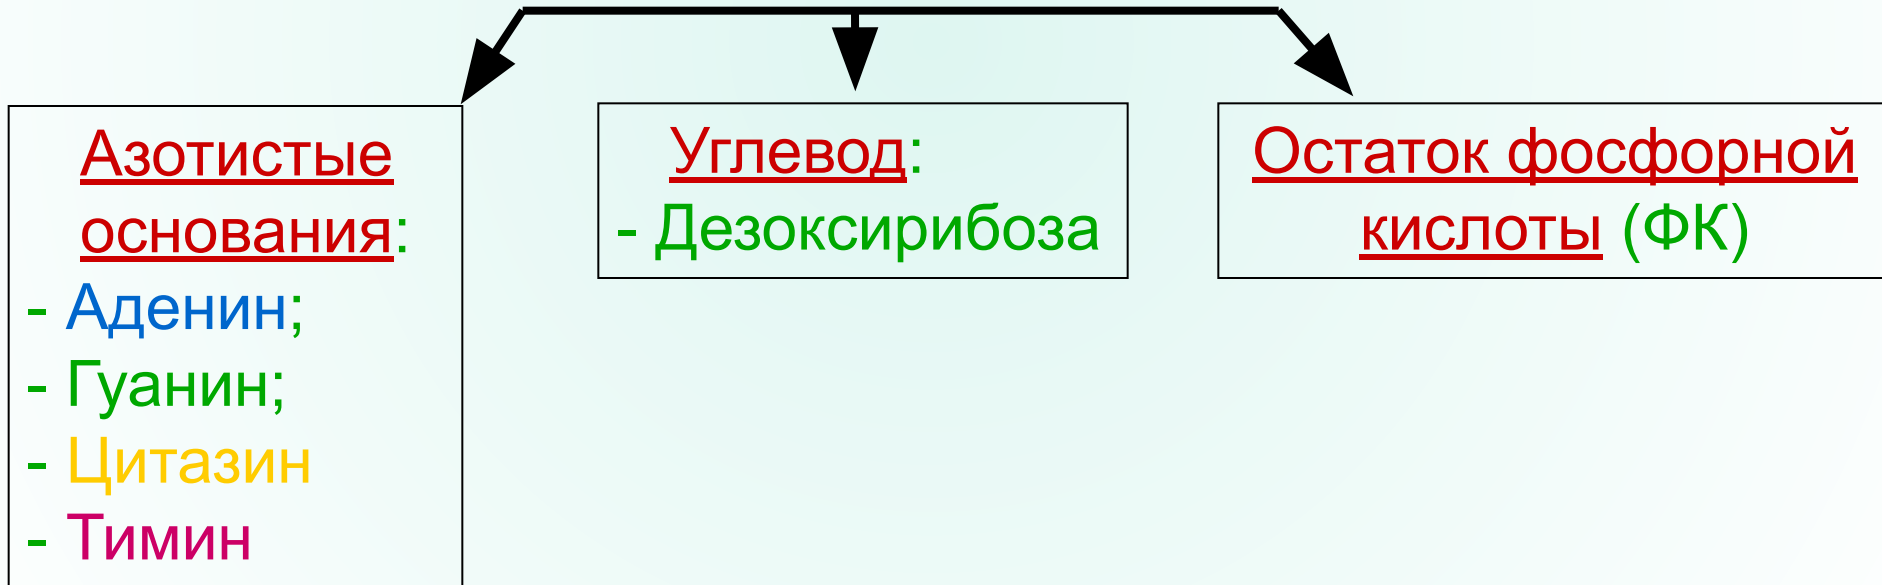 Азотистые
основания:
- Аденин;
- Гуанин;
- Цитазин
- Тимин
Углевод:
- Дезоксирибоза
Остаток фосфорной
кислоты (ФК)